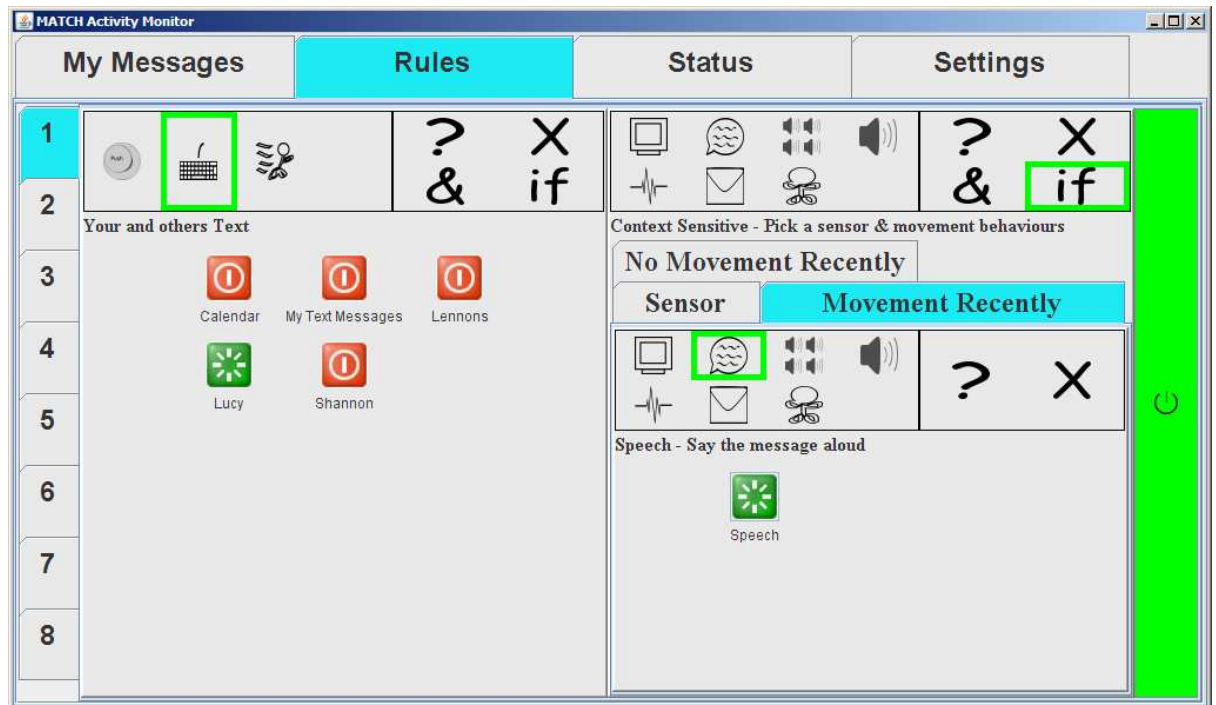 MATCH Activity Monitor
My Messages Rules Status Settings
1
2
3
4
5
6
7
8
Push
? X
& if
Your and others Text
Calendar My Text Messages Lennons
Lucy Shannon
? X
& if
Context Sensitive - Pick a sensor & movement behaviours
No Movement Recently
Sensor Movement Recently
? X
Speech - Say the message aloud
Speech